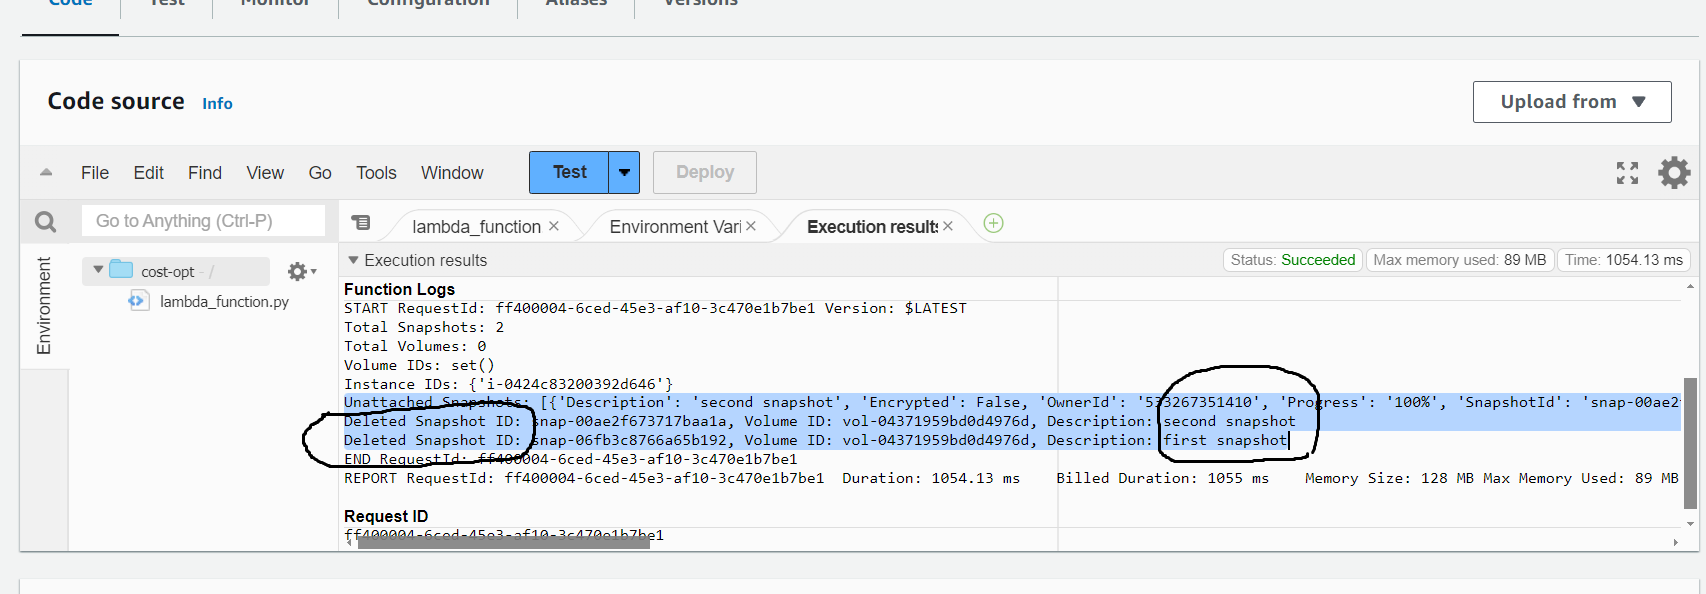 Code Test Monitor Configuration Aliases Versions
Code source Info
Upload from
File Edit Find View Go Tools Window Test Deploy
Go to Anything (Ctrl-P)
lambda_function Environment Vari Execution results
Environment
cost-opt - /
lambda_function.py
Execution results
Status: Succeeded Max memory used: 89 MB Time: 1054.13 ms
Function Logs
START RequestId: ff400004-6ced-45e3-af10-3c470e1b7be1 Version: $LATEST
Total Snapshots: 2
Total Volumes: 0
Volume IDs: set()
Instance IDs: {'i-0424c83200392d646'}
Unattached Snapshots: [{'Description': 'second snapshot', 'Encrypted': False, 'OwnerId': '533267351410', 'Progress': '100%', 'SnapshotId': 'snap-00ae2
Deleted Snapshot ID: snap-00ae2f673717baa1a, Volume ID: vol-04371959bd0d4976d, Description: second snapshot
Deleted Snapshot ID: snap-06fb3c8766a65b192, Volume ID: vol-04371959bd0d4976d, Description: first snapshot
END RequestId: ff400004-6ced-45e3-af10-3c470e1b7be1
REPORT RequestId: ff400004-6ced-45e3-af10-3c470e1b7be1 Duration: 1054.13 ms Billed Duration: 1055 ms Memory Size: 128 MB Max Memory Used: 89 MB
Request ID
ff400004-6ced-45e3-af10-3c470e1b7be1